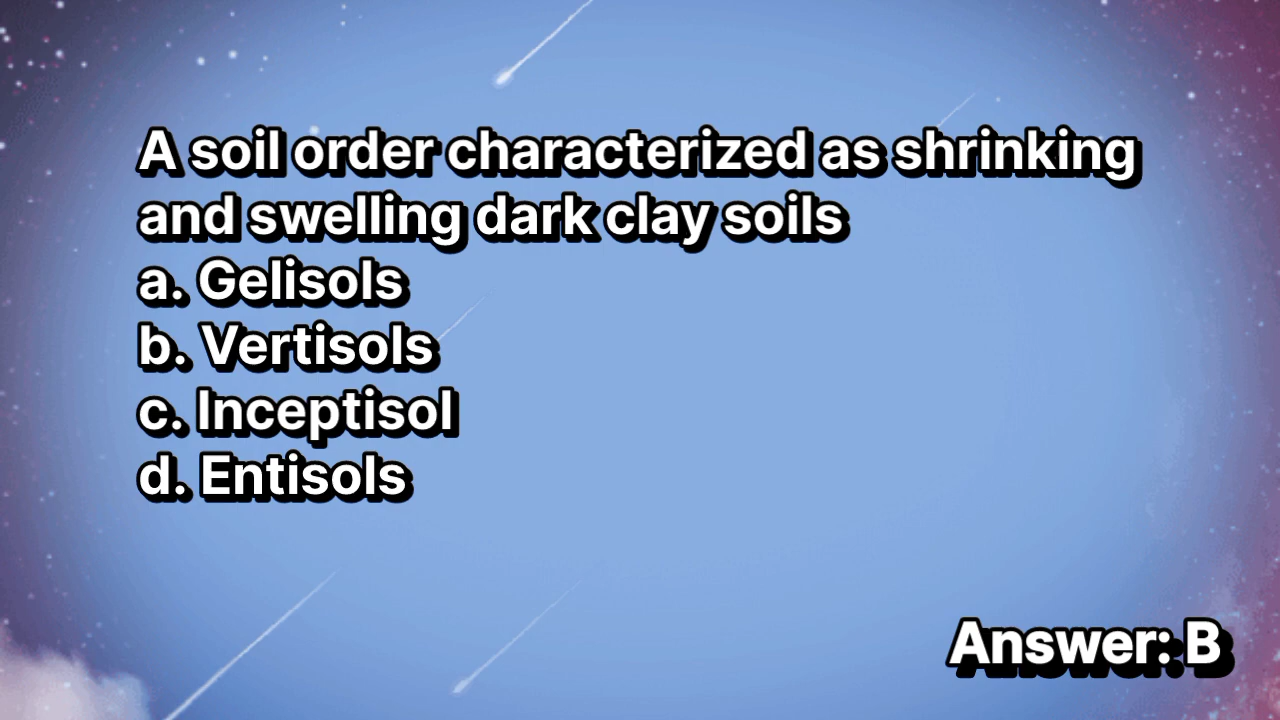 A soil order characterized as shrinking
and swelling dark clay soils
a. Gelisols
b. Vertisols
c. Inceptisol
d. Entisols
Answer: B